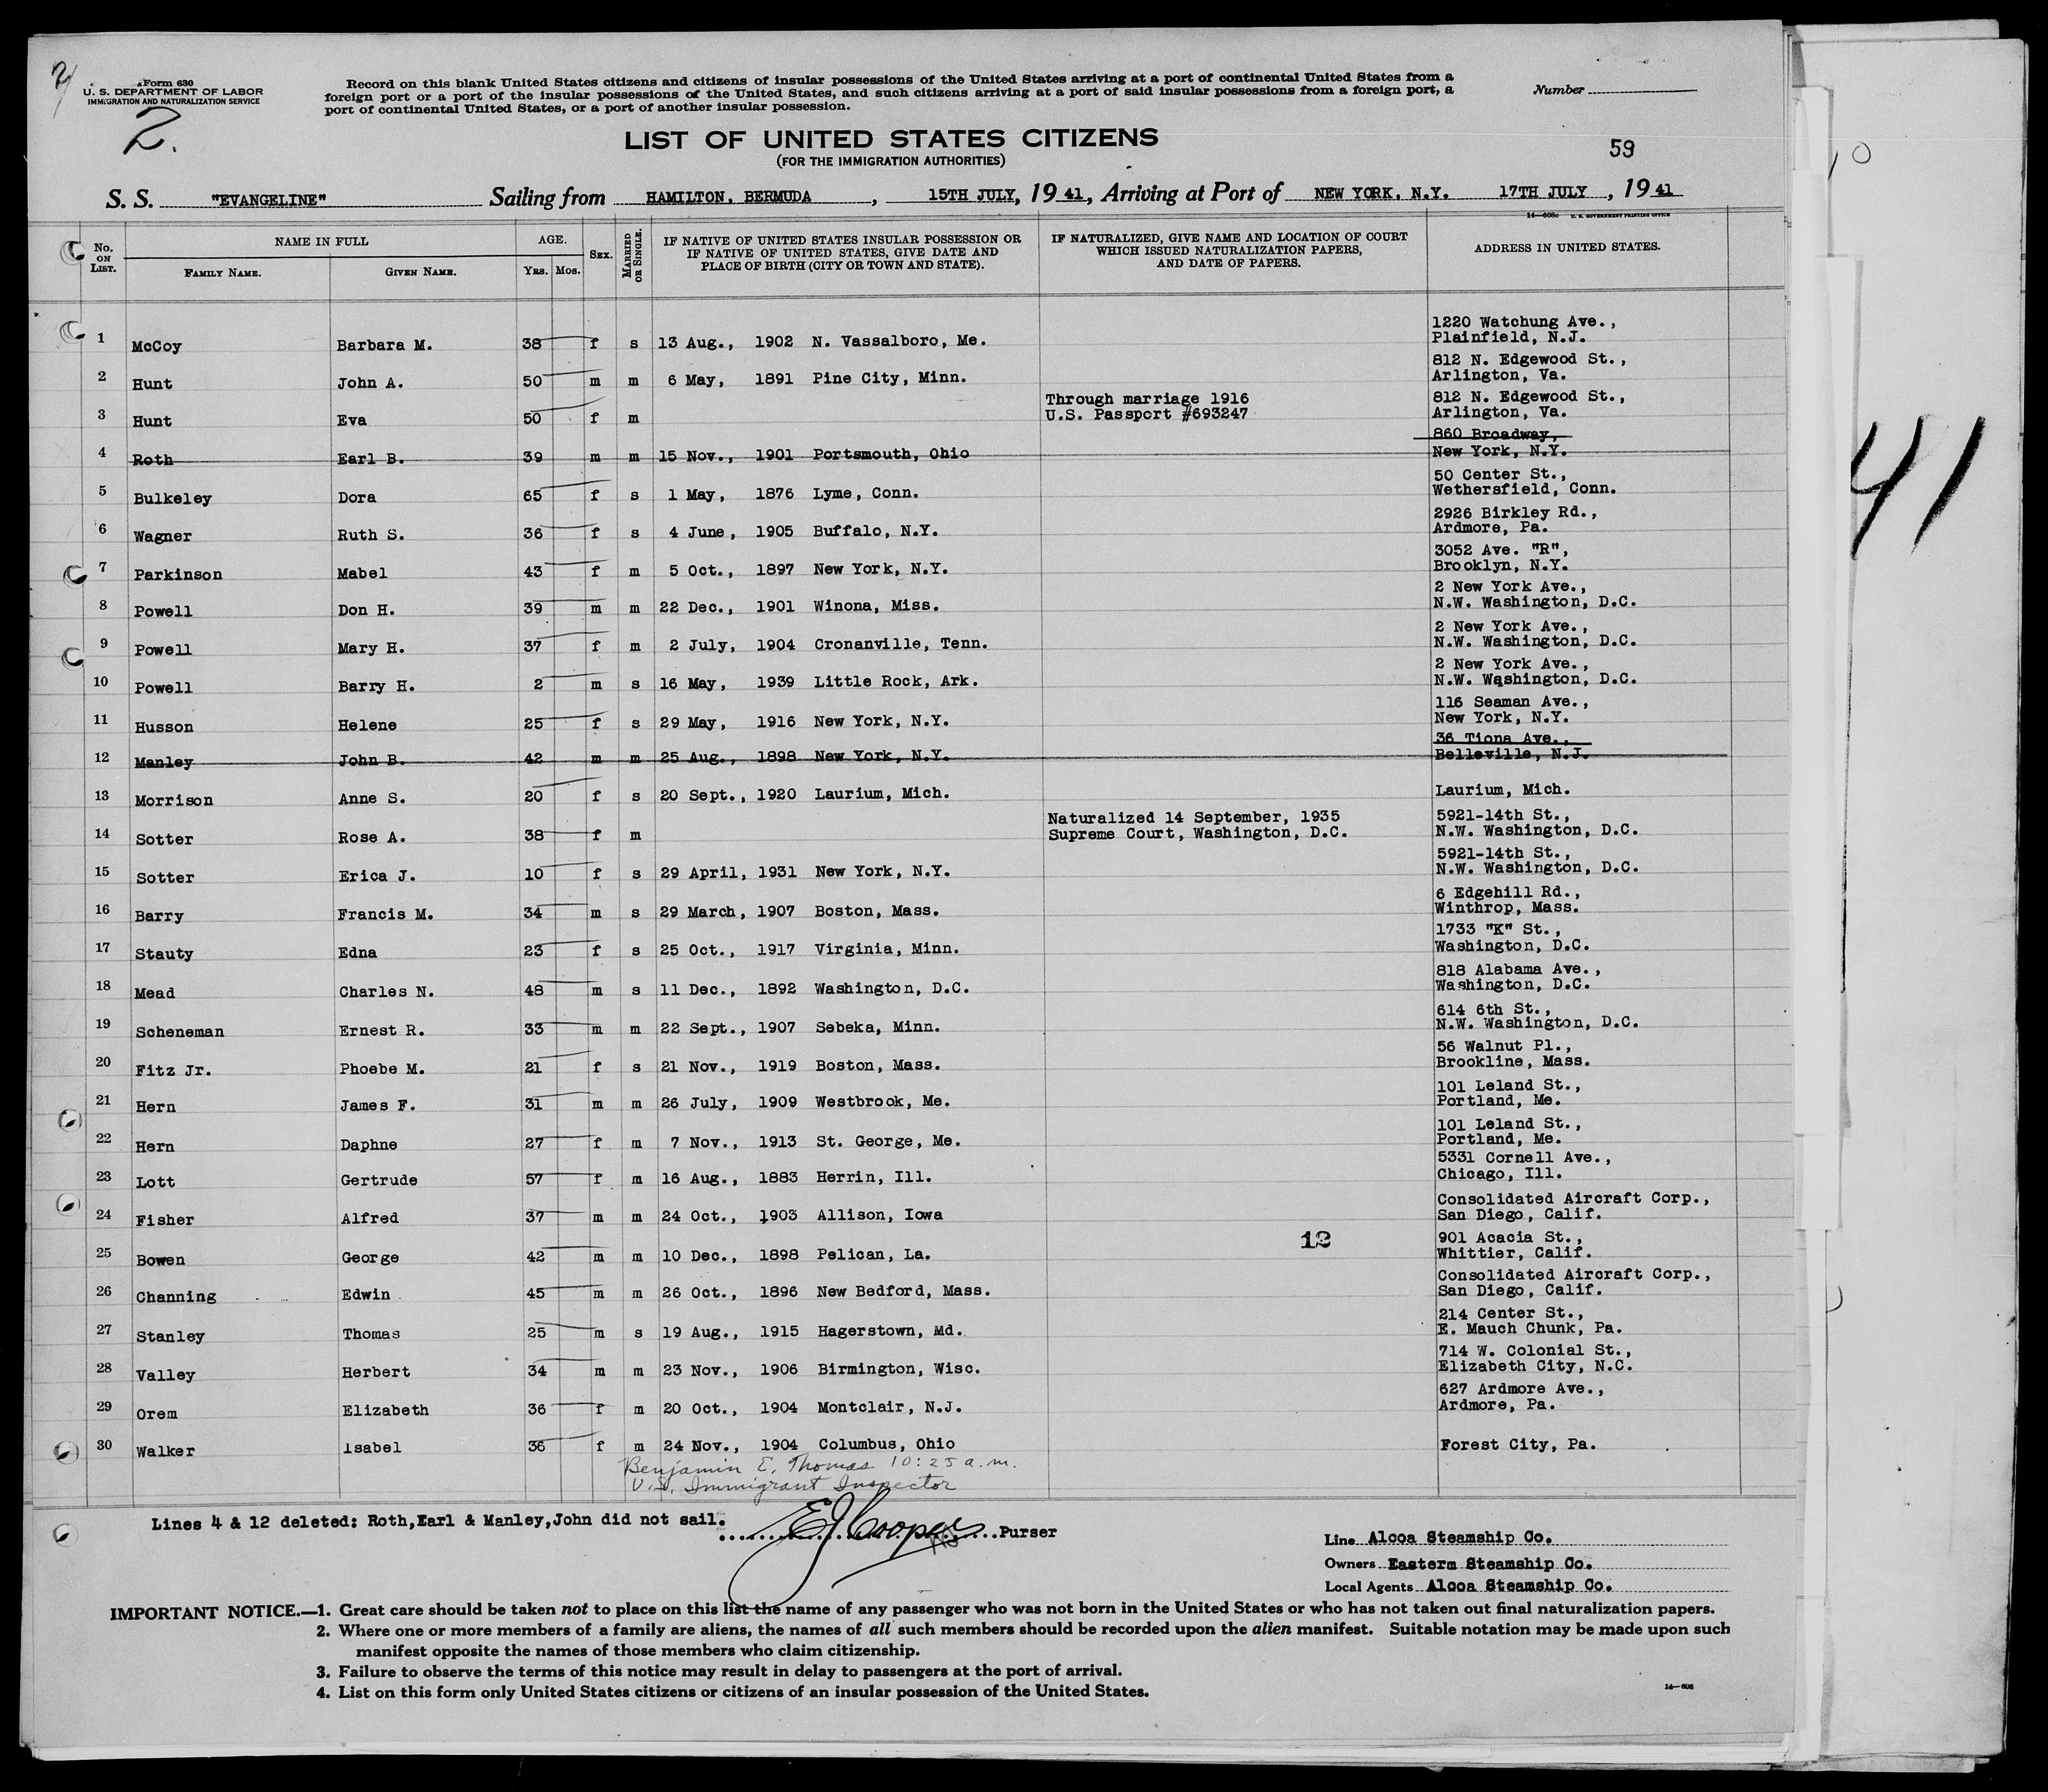 2
Form 630
U. S. DEPARTMENT OF LABOR
IMMIGRATION AND NATURALIZATION SERVICE
2.
Record on this blank United States citizens and citizens of insular possessions of the United States arriving at a port of continental United States from a
foreign port or a port of the insular possessions of the United States, and such citizens arriving at a port of said insular possessions from a foreign port, a
port of continental United States, or a port of another insular possession.
Number
LIST OF UNITED STATES CITIZENS
(FOR THE IMMIGRATION AUTHORITIES)
59
S. S. "EVANGELINE" Sailing from HAMILTON, BERMUDA, 15TH JULY, 1941, Arriving at Port of NEW YORK, N.Y. 17TH JULY, 1941
14—608c U. S. GOVERNMENT PRINTING OFFICE
No. ON LIST. NAME IN FULL FAMILY NAME. GIVEN NAME. AGE. YRS. MOS. SEX. MARRIED OR SINGLE. IF NATIVE OF UNITED STATES INSULAR POSSESSION OR IF NATIVE OF UNITED STATES, GIVE DATE AND PLACE OF BIRTH (CITY OR TOWN AND STATE). IF NATURALIZED, GIVE NAME AND LOCATION OF COURT WHICH ISSUED NATURALIZATION PAPERS, AND DATE OF PAPERS. ADDRESS IN UNITED STATES.
1 McCoy Barbara M. 38 f s 13 Aug., 1902 N. Vassalboro, Me. 1220 Watchung Ave., Plainfield, N.J.
2 Hunt John A. 50 m m 6 May, 1891 Pine City, Minn. 812 N. Edgewood St., Arlington, Va.
3 Hunt Eva 50 f m Through marriage 1916 U.S. Passport #693247 812 N. Edgewood St., Arlington, Va.
4 Roth Earl B. 39 m m 15 Nov., 1901 Portsmouth, Ohio 860 Broadway, New York, N.Y.
5 Bulkeley Dora 65 f s 1 May, 1876 Lyme, Conn. 50 Center St., Wethersfield, Conn.
6 Wagner Ruth S. 36 f s 4 June, 1905 Buffalo, N.Y. 2926 Birkley Rd., Ardmore, Pa.
7 Parkinson Mabel 43 f m 5 Oct., 1897 New York, N.Y. 3052 Ave. "R", Brooklyn, N.Y.
8 Powell Don H. 39 m m 22 Dec., 1901 Winona, Miss. 2 New York Ave., N.W. Washington, D.C.
9 Powell Mary H. 37 f m 2 July, 1904 Cronanville, Tenn. 2 New York Ave., N.W. Washington, D.C.
10 Powell Barry H. 2 m s 16 May, 1939 Little Rock, Ark. 2 New York Ave., N.W. Washington, D.C.
11 Husson Helene 25 f s 29 May, 1916 New York, N.Y. 116 Seaman Ave., New York, N.Y.
12 Manley John B. 42 m m 25 Aug., 1898 New York, N.Y. 36 Tiona Ave., Belleville, N.J.
13 Morrison Anne S. 20 f s 20 Sept., 1920 Laurium, Mich. Laurium, Mich.
14 Sotter Rose A. 38 f m Naturalized 14 September, 1935 Supreme Court, Washington, D.C. 5921-14th St., N.W. Washington, D.C.
15 Sotter Erica J. 10 f s 29 April, 1931 New York, N.Y. 5921-14th St., N.W. Washington, D.C.
16 Barry Francis M. 34 m s 29 March, 1907 Boston, Mass. 6 Edgehill Rd., Winthrop, Mass.
17 Stauty Edna 23 f s 25 Oct., 1917 Virginia, Minn. 1733 "K" St., Washington, D.C.
18 Mead Charles N. 48 m s 11 Dec., 1892 Washington, D.C. 818 Alabama Ave., Washington, D.C.
19 Scheneman Ernest R. 33 m m 22 Sept., 1907 Sebeka, Minn. 614 6th St., N.W. Washington, D.C.
20 Fitz Jr. Phoebe M. 21 f s 21 Nov., 1919 Boston, Mass. 56 Walnut Pl., Brookline, Mass.
21 Hern James F. 31 m m 26 July, 1909 Westbrook, Me. 101 Leland St., Portland, Me.
22 Hern Daphne 27 f m 7 Nov., 1913 St. George, Me. 101 Leland St., Portland, Me.
23 Lott Gertrude 57 f m 16 Aug., 1883 Herrin, Ill. 5331 Cornell Ave., Chicago, Ill.
24 Fisher Alfred 37 m m 24 Oct., 1903 Allison, Iowa Consolidated Aircraft Corp., San Diego, Calif.
25 Bowen George 42 m m 10 Dec., 1898 Pelican, La. 12 901 Acacia St., Whittier, Calif.
26 Channing Edwin 45 m m 26 Oct., 1896 New Bedford, Mass. Consolidated Aircraft Corp., San Diego, Calif.
27 Stanley Thomas 25 m s 19 Aug., 1915 Hagerstown, Md. 214 Center St., E. Mauch Chunk, Pa.
28 Valley Herbert 34 m m 23 Nov., 1906 Birmington, Wisc. 714 W. Colonial St., Elizabeth City, N.C.
29 Orem Elizabeth 36 f m 20 Oct., 1904 Montclair, N.J. 627 Ardmore Ave., Ardmore, Pa.
30 Walker Isabel 36 f m 24 Nov., 1904 Columbus, Ohio Forest City, Pa.
Benjamin E. Thomas 10:25 a.m.
U.S. Immigrant Inspector
Lines 4 & 12 deleted: Roth,Earl & Manley,John did not sail.
EJ Cooper Purser
Line Alcoa Steamship Co.
Owners Eastern Steamship Co.
Local Agents Alcoa Steamship Co.
IMPORTANT NOTICE.—1. Great care should be taken not to place on this list the name of any passenger who was not born in the United States or who has not taken out final naturalization papers.
2. Where one or more members of a family are aliens, the names of all such members should be recorded upon the alien manifest. Suitable notation may be made upon such
manifest opposite the names of those members who claim citizenship.
3. Failure to observe the terms of this notice may result in delay to passengers at the port of arrival.
4. List on this form only United States citizens or citizens of an insular possession of the United States.
14—608
41